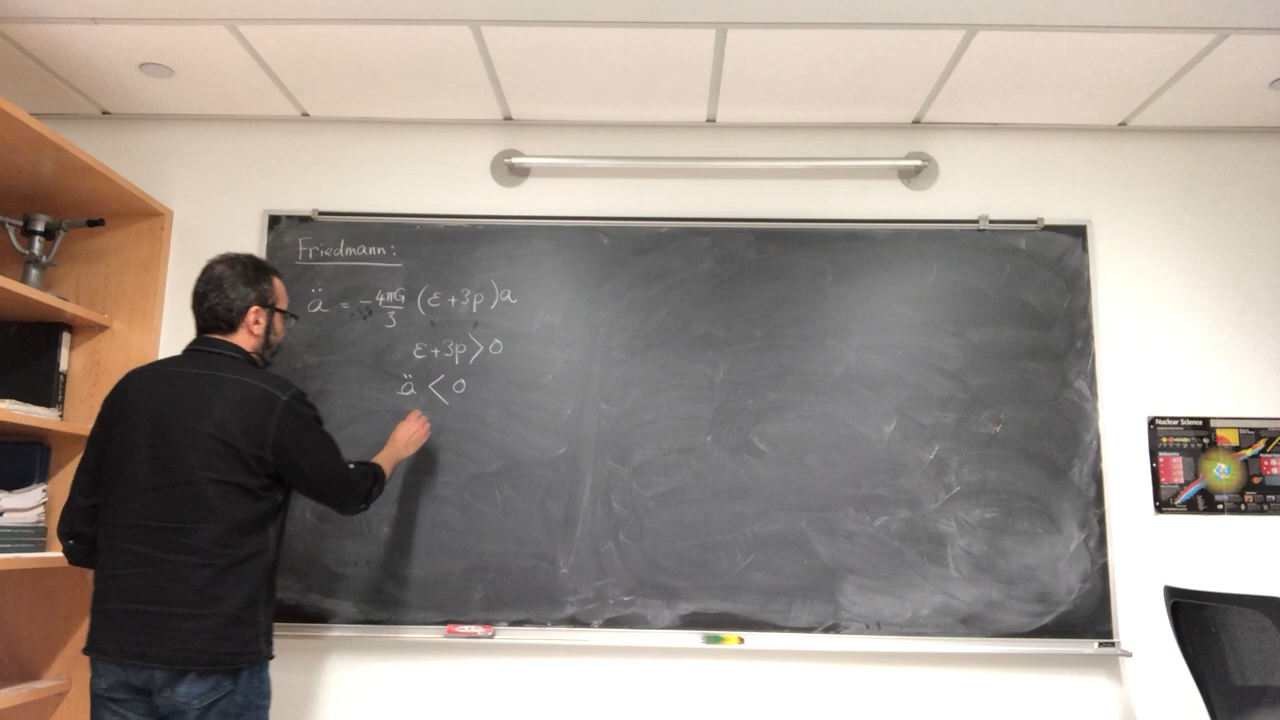 Friedmann:
ä = -4πG/3 (ε+3p)a
ε+3p>0
ä < 0
Nuclear Science